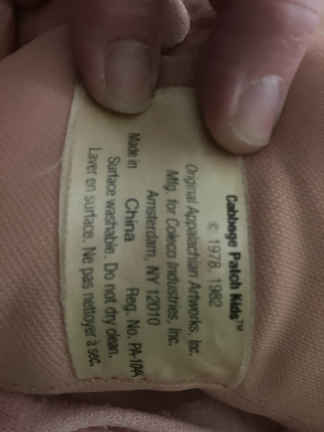 Cabbage Patch Kids™
© 1978, 1982
Original Appalachian Artworks, Inc.
Mfg. for Coleco Industries, Inc.
Amsterdam, NY 12010
Made in China Reg. No. PA-1044
Surface washable. Do not dry clean.
Laver en surface. Ne pas nettoyer à sec.